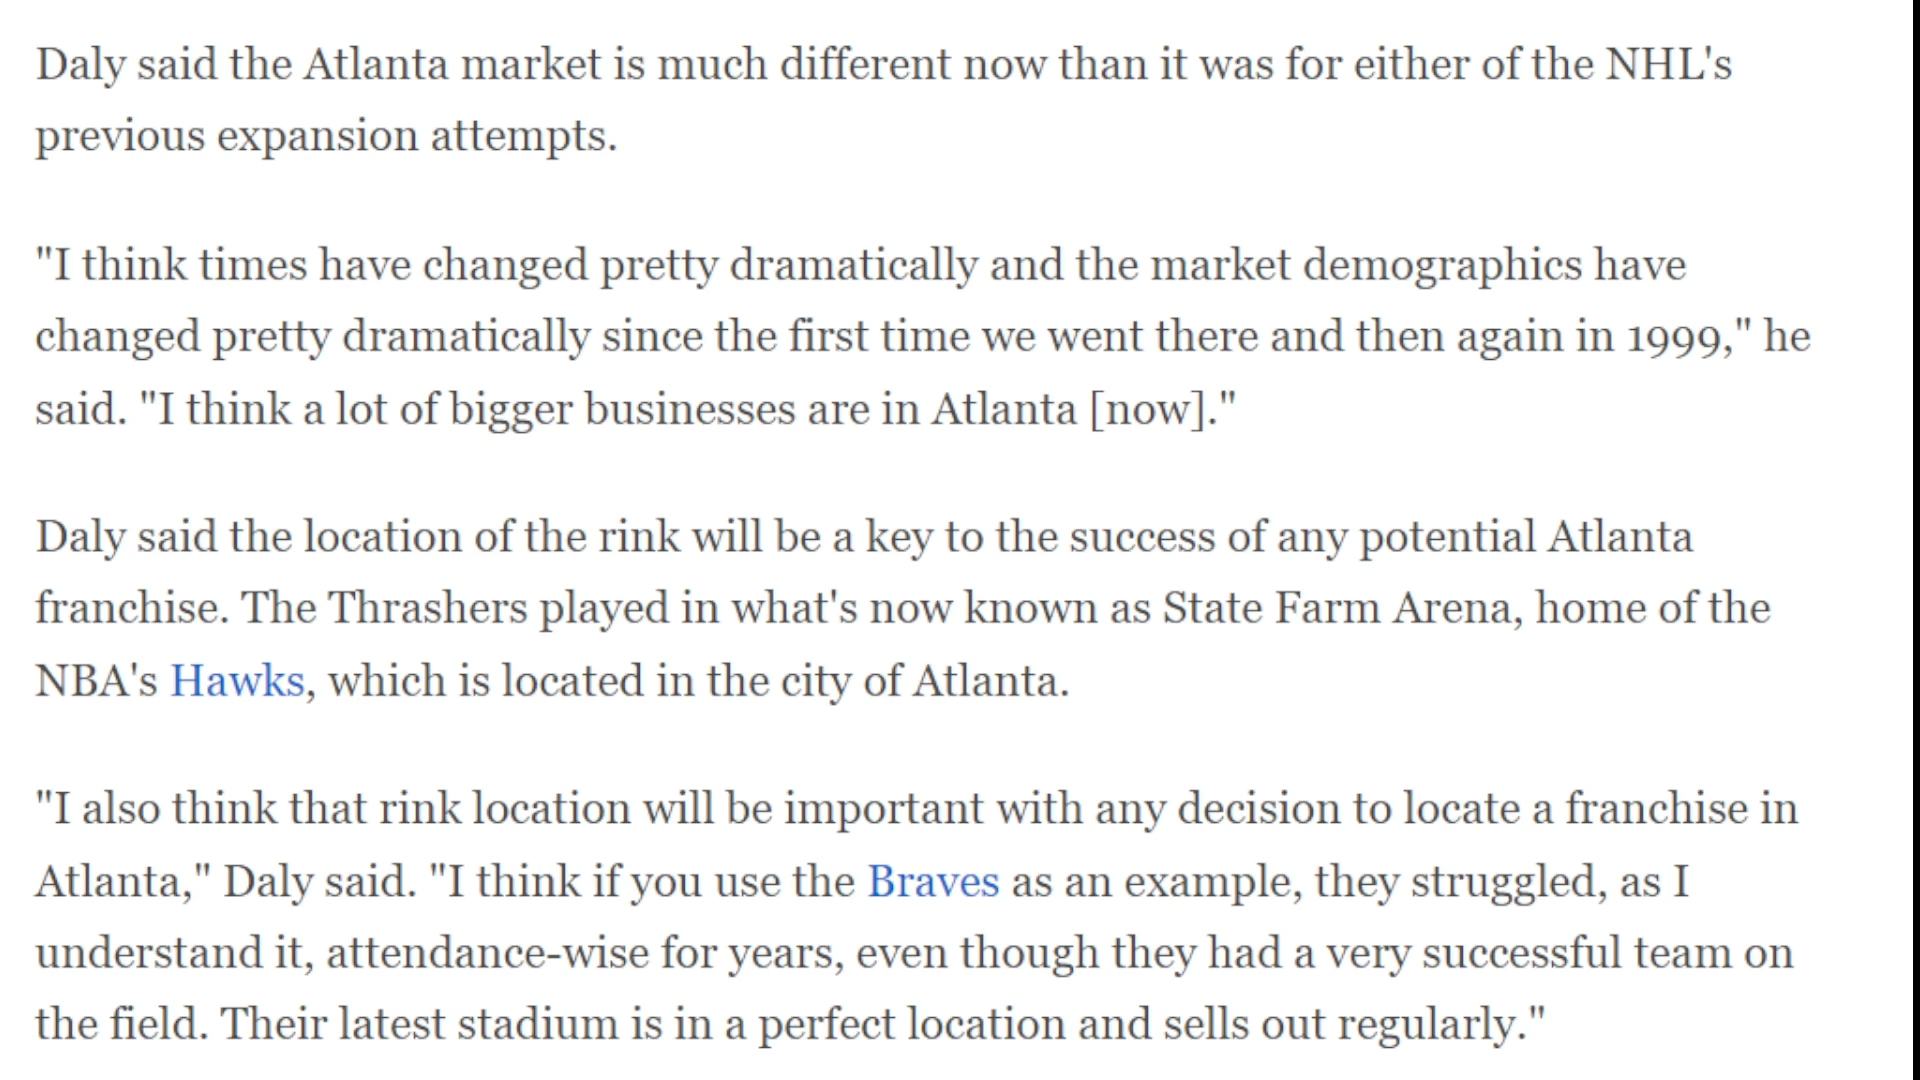 Daly said the Atlanta market is much different now than it was for either of the NHL's
previous expansion attempts.
"I think times have changed pretty dramatically and the market demographics have
changed pretty dramatically since the first time we went there and then again in 1999," he
said. "I think a lot of bigger businesses are in Atlanta [now]."
Daly said the location of the rink will be a key to the success of any potential Atlanta
franchise. The Thrashers played in what's now known as State Farm Arena, home of the
NBA's Hawks, which is located in the city of Atlanta.
"I also think that rink location will be important with any decision to locate a franchise in
Atlanta," Daly said. "I think if you use the Braves as an example, they struggled, as I
understand it, attendance-wise for years, even though they had a very successful team on
the field. Their latest stadium is in a perfect location and sells out regularly."